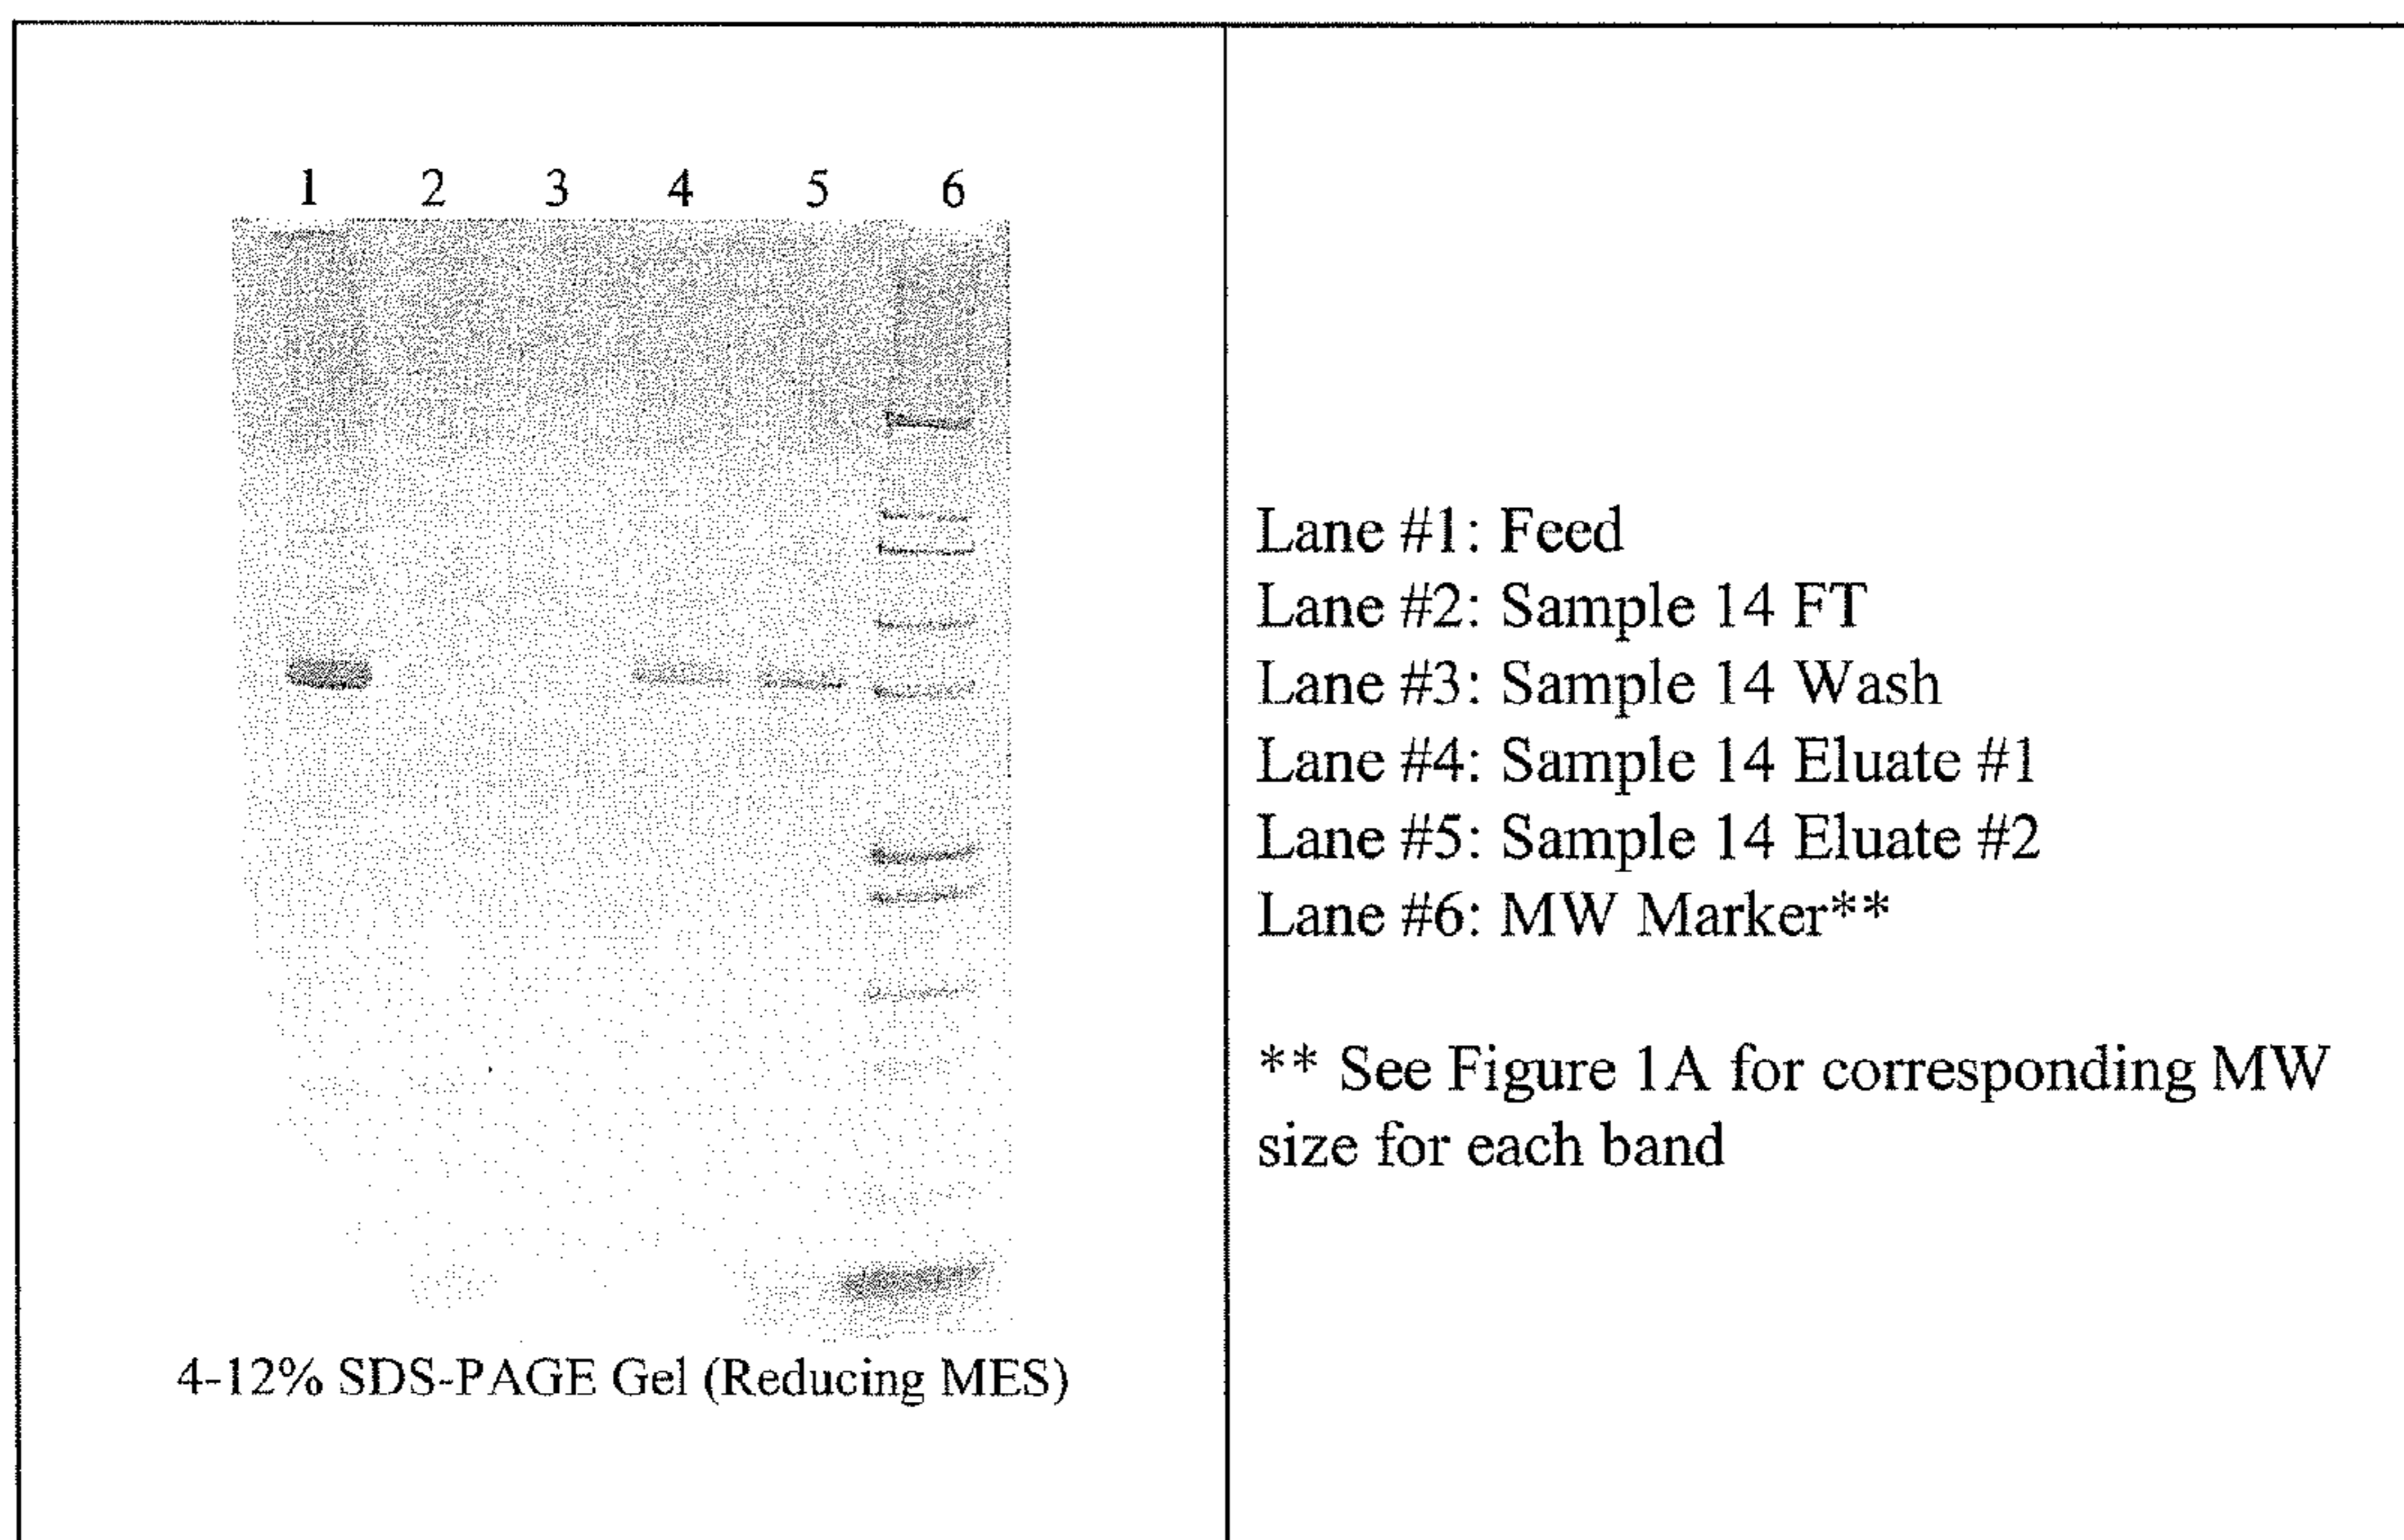 1 2 3 4 5 6
4-12% SDS-PAGE Gel (Reducing MES)
Lane #1: Feed
Lane #2: Sample 14 FT
Lane #3: Sample 14 Wash
Lane #4: Sample 14 Eluate #1
Lane #5: Sample 14 Eluate #2
Lane #6: MW Marker**
** See Figure 1A for corresponding MW
size for each band